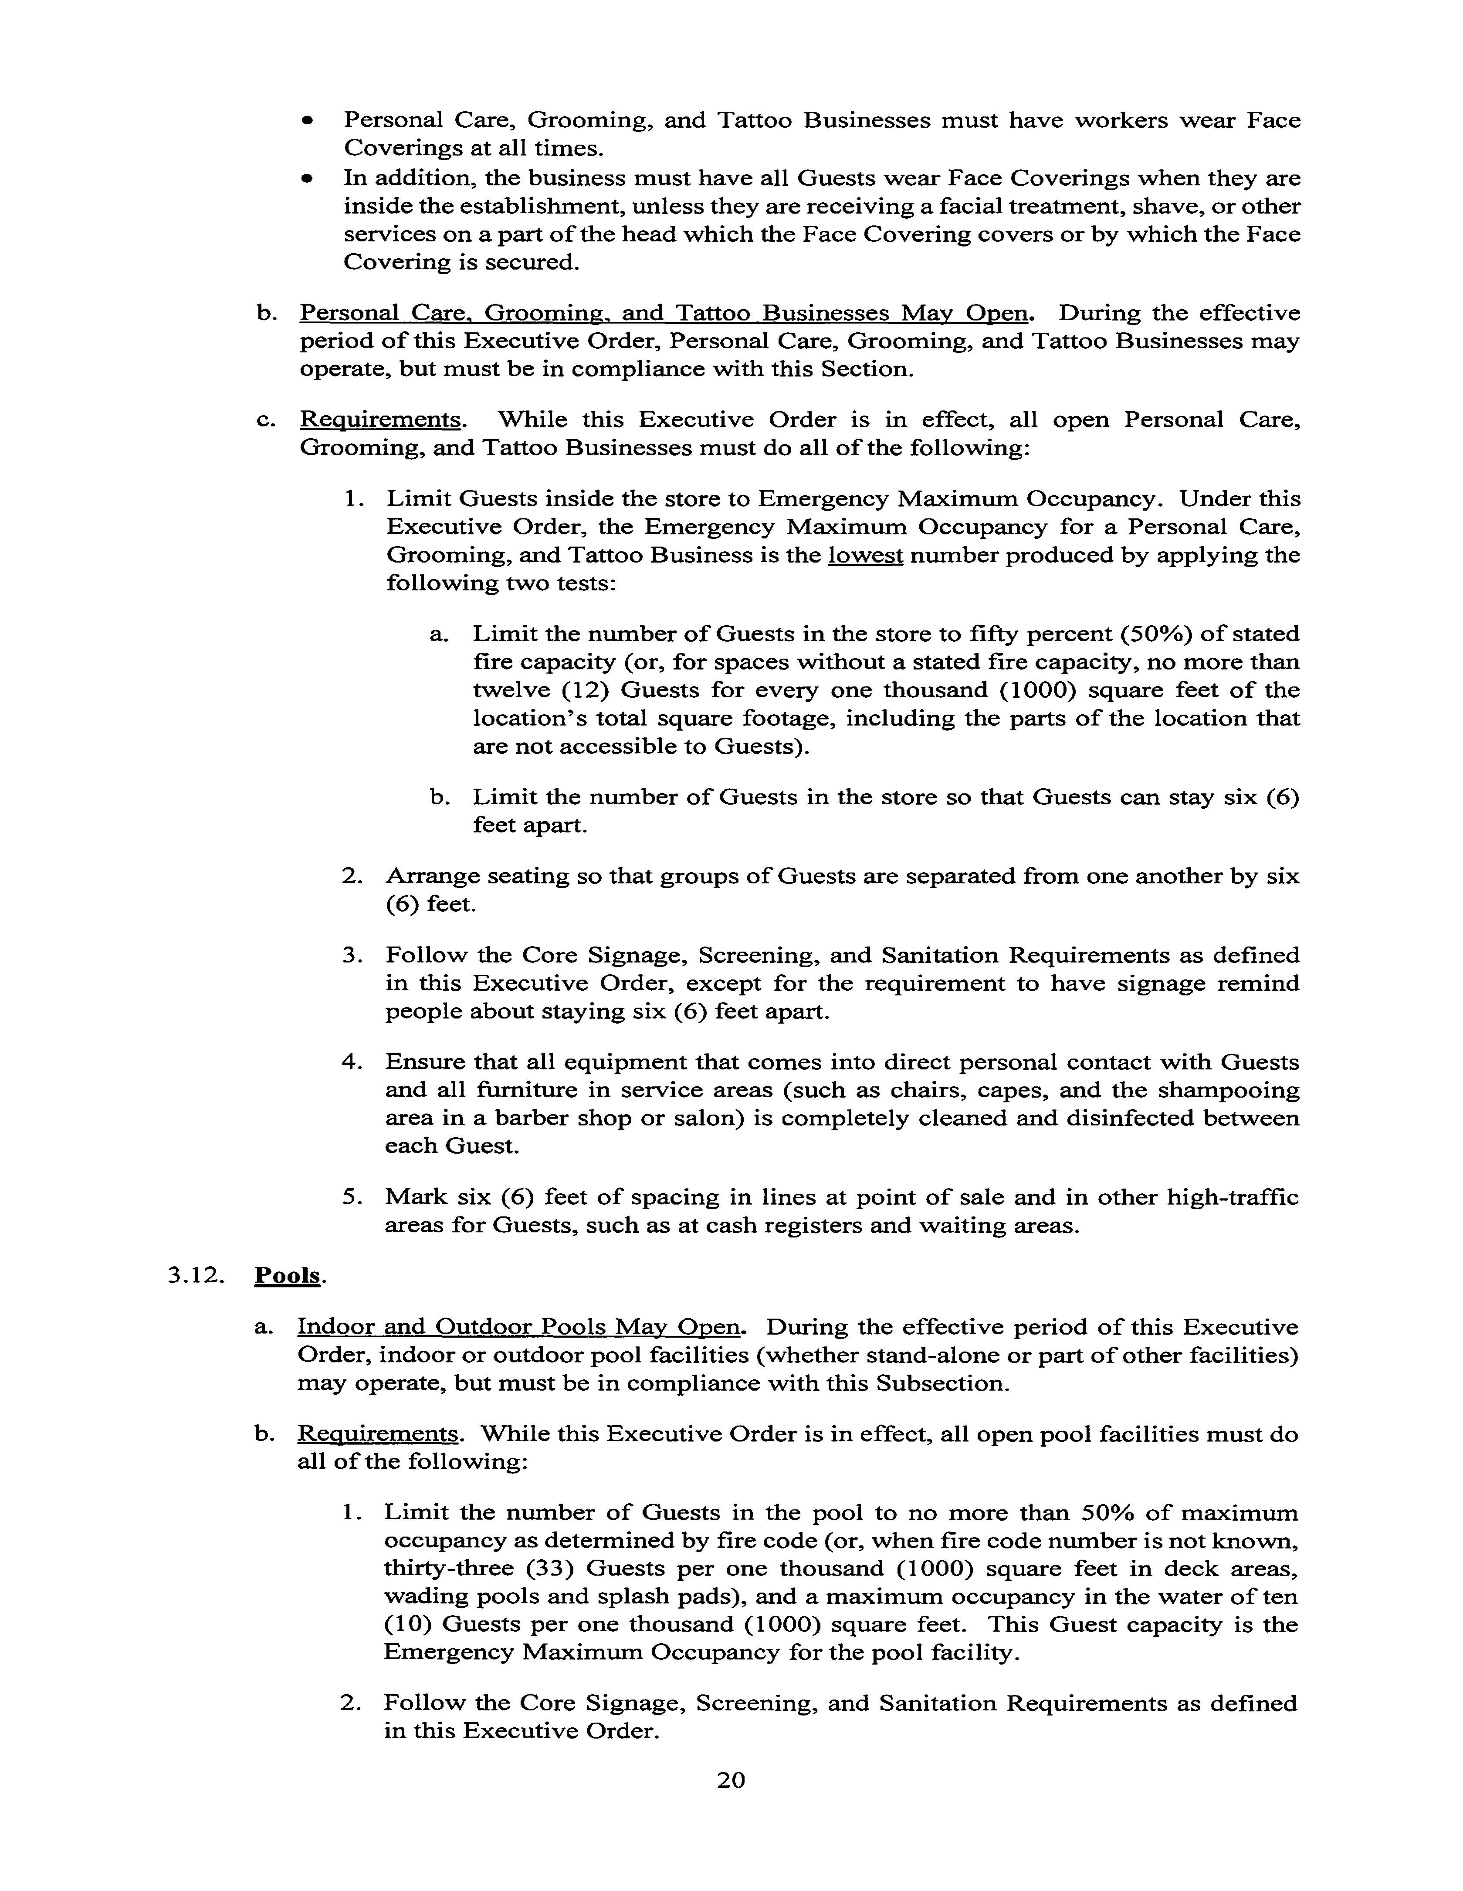 • Personal Care, Grooming, and Tattoo Businesses must have workers wear Face
Coverings at all times.
• In addition, the business must have all Guests wear Face Coverings when they are
inside the establishment, unless they are receiving a facial treatment, shave, or other
services on a part of the head which the Face Covering covers or by which the Face
Covering is secured.
b. Personal Care, Grooming, and Tattoo Businesses May Open. During the effective
period of this Executive Order, Personal Care, Grooming, and Tattoo Businesses may
operate, but must be in compliance with this Section.
c. Requirements. While this Executive Order is in effect, all open Personal Care,
Grooming, and Tattoo Businesses must do all of the following:
1. Limit Guests inside the store to Emergency Maximum Occupancy. Under this
Executive Order, the Emergency Maximum Occupancy for a Personal Care,
Grooming, and Tattoo Business is the lowest number produced by applying the
following two tests:
a. Limit the number of Guests in the store to fifty percent (50%) of stated
fire capacity (or, for spaces without a stated fire capacity, no more than
twelve (12) Guests for every one thousand (1000) square feet of the
location's total square footage, including the parts of the location that
are not accessible to Guests).
b. Limit the number of Guests in the store so that Guests can stay six (6)
feet apart.
2. Arrange seating so that groups of Guests are separated from one another by six
(6) feet.
3. Follow the Core Signage, Screening, and Sanitation Requirements as defined
in this Executive Order, except for the requirement to have signage remind
people about staying six (6) feet apart.
4. Ensure that all equipment that comes into direct personal contact with Guests
and all furniture in service areas (such as chairs, capes, and the shampooing
area in a barber shop or salon) is completely cleaned and disinfected between
each Guest.
5. Mark six (6) feet of spacing in lines at point of sale and in other high-traffic
areas for Guests, such as at cash registers and waiting areas.
3.12. Pools.
a. Indoor and Outdoor Pools May Open. During the effective period of this Executive
Order, indoor or outdoor pool facilities (whether stand-alone or part of other facilities)
may operate, but must be in compliance with this Subsection.
b. Requirements. While this Executive Order is in effect, all open pool facilities must do
all of the following:
1. Limit the number of Guests in the pool to no more than 50% of maximum
occupancy as determined by fire code (or, when fire code number is not known,
thirty-three (33) Guests per one thousand (1000) square feet in deck areas,
wading pools and splash pads), and a maximum occupancy in the water of ten
(10) Guests per one thousand (1000) square feet. This Guest capacity is the
Emergency Maximum Occupancy for the pool facility.
2. Follow the Core Signage, Screening, and Sanitation Requirements as defined
in this Executive Order.
20